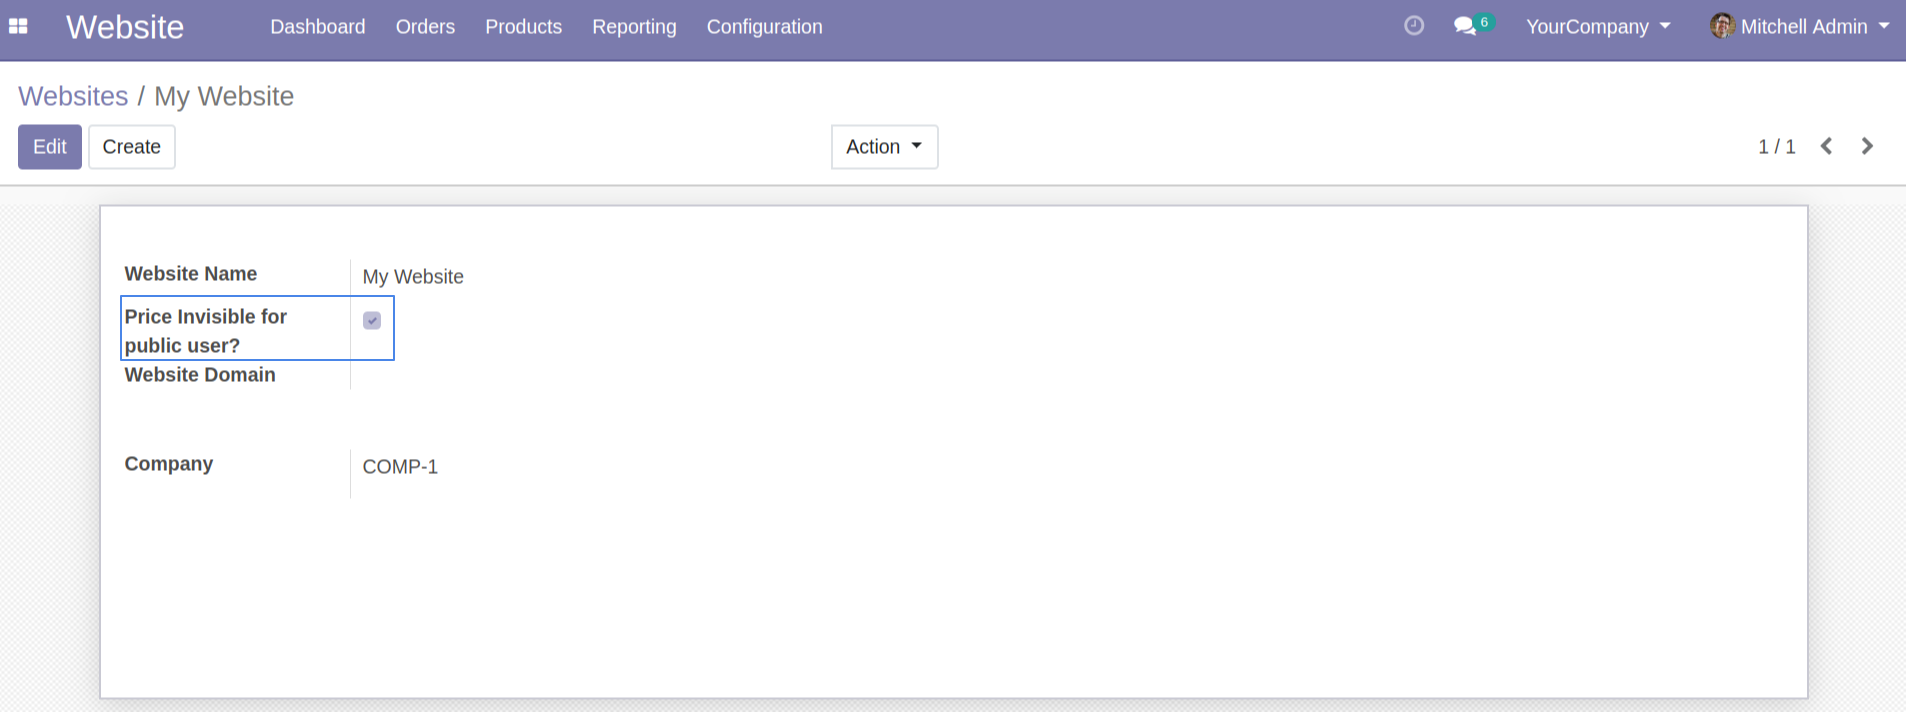 Website Dashboard Orders Products Reporting Configuration 6 YourCompany Mitchell Admin
Websites / My Website
Edit Create Action 1 / 1
Website Name My Website
Price Invisible for
public user?
Website Domain
Company COMP-1